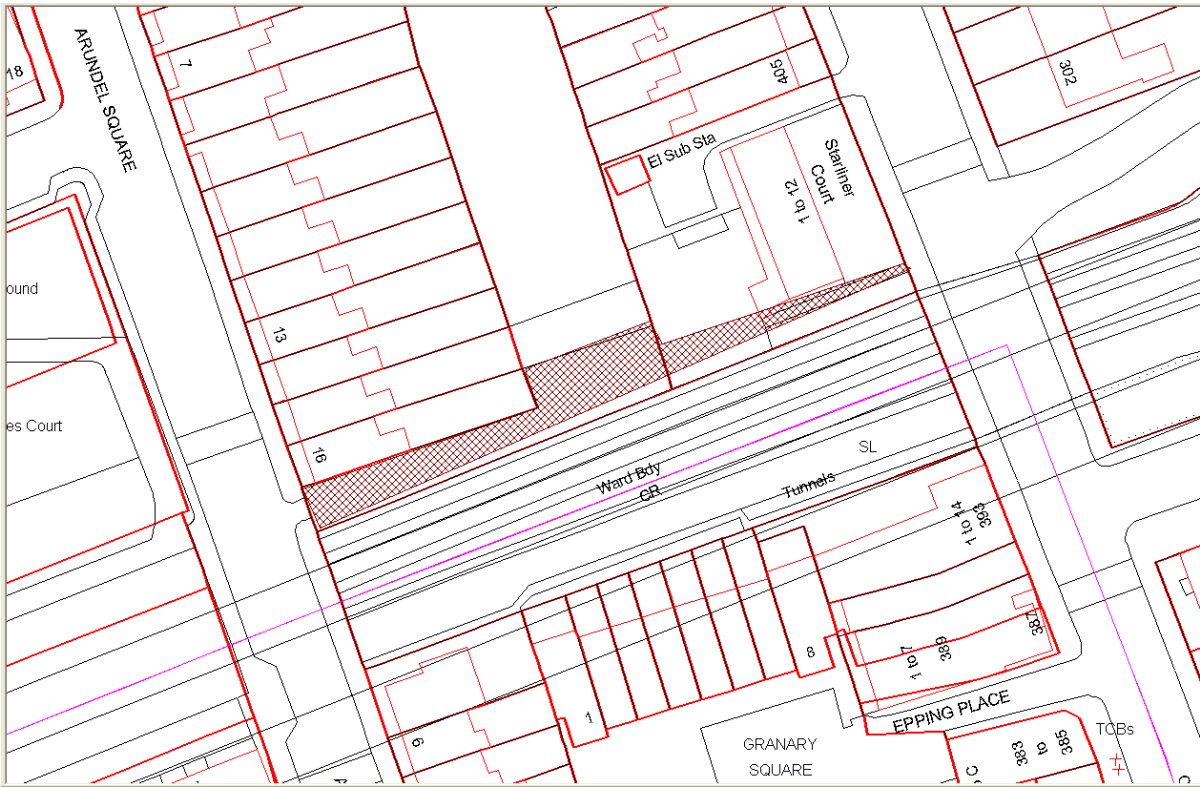 18
ARUNDEL SQUARE
7
405
302
El Sub Sta
Starliner
Court
1 to 12
ound
13
es Court
16
Ward Bdy
CR
SL
Tunnels
1 to 14
393
387
389
1 to 7
8
1
6
EPPING PLACE
GRANARY
SQUARE
TCBs
385
to
383
C